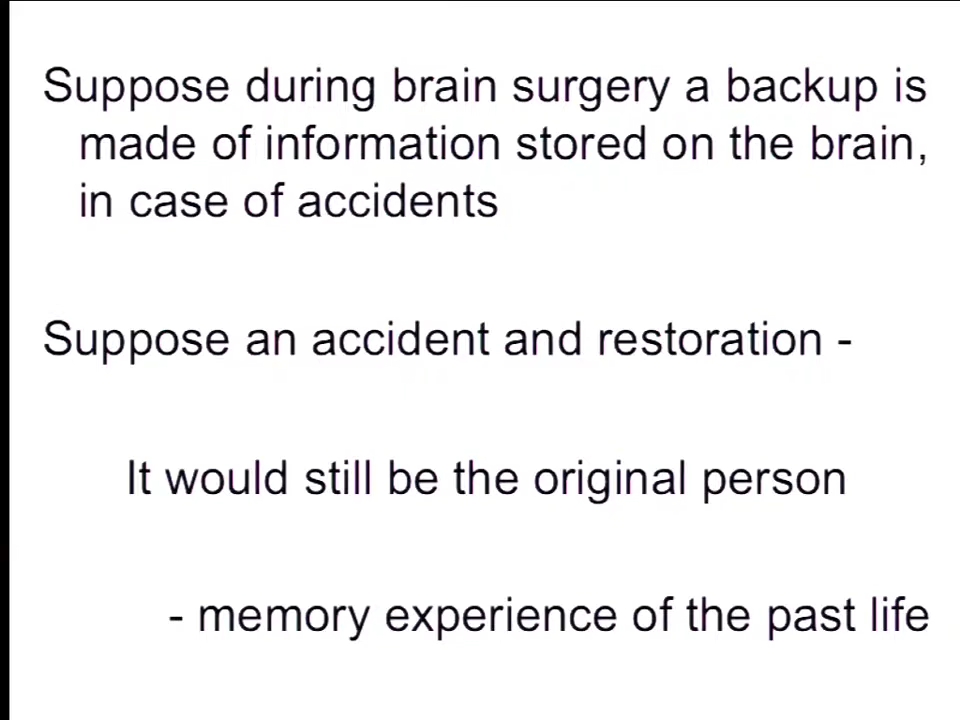 Suppose during brain surgery a backup is
made of information stored on the brain,
in case of accidents
Suppose an accident and restoration -
It would still be the original person
- memory experience of the past life